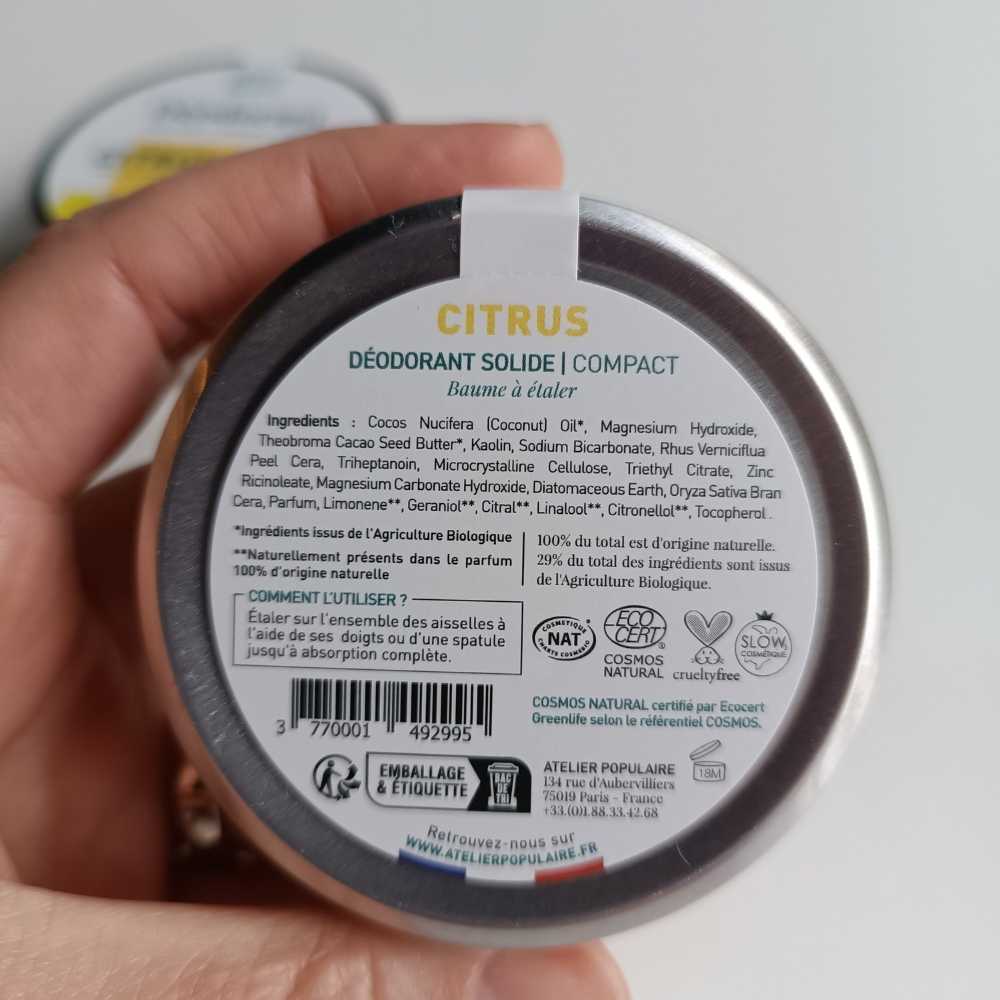 CITRUS
DÉODORANT SOLIDE | COMPACT
Baume à étaler
Ingredients : Cocos Nucifera (Coconut) Oil*, Magnesium Hydroxide,
Theobroma Cacao Seed Butter*, Kaolin, Sodium Bicarbonate, Rhus Verniciflua
Peel Cera, Triheptanoin, Microcrystalline Cellulose, Triethyl Citrate, Zinc
Ricinoleate, Magnesium Carbonate Hydroxide, Diatomaceous Earth, Oryza Sativa Bran
Cera, Parfum, Limonene**, Geraniol**, Citral**, Linalool**, Citronellol**, Tocopherol.
*Ingrédients issus de l'Agriculture Biologique
**Naturellement présents dans le parfum
100% d'origine naturelle
100% du total est d'origine naturelle.
29% du total des ingrédients sont issus
de l'Agriculture Biologique.
COMMENT L'UTILISER ?
Étaler sur l'ensemble des aisselles à
l'aide de ses doigts ou d'une spatule
jusqu'à absorption complète.
COSMETIQUE
NAT
CHARTE COSMEBIO
ECO
CERT
COSMOS
NATURAL
crueltyfree
SLOW
COSMÉTIQUE
COSMOS NATURAL certifié par Ecocert
Greenlife selon le référentiel COSMOS.
3 770001 492995
EMBALLAGE
& ÉTIQUETTE
BAC
DE
TRI
ATELIER POPULAIRE
134 rue d'Aubervilliers
75019 Paris - France
+33.(0)1.88.33.42.68
18M
Retrouvez-nous sur
WWW.ATELIERPOPULAIRE.FR